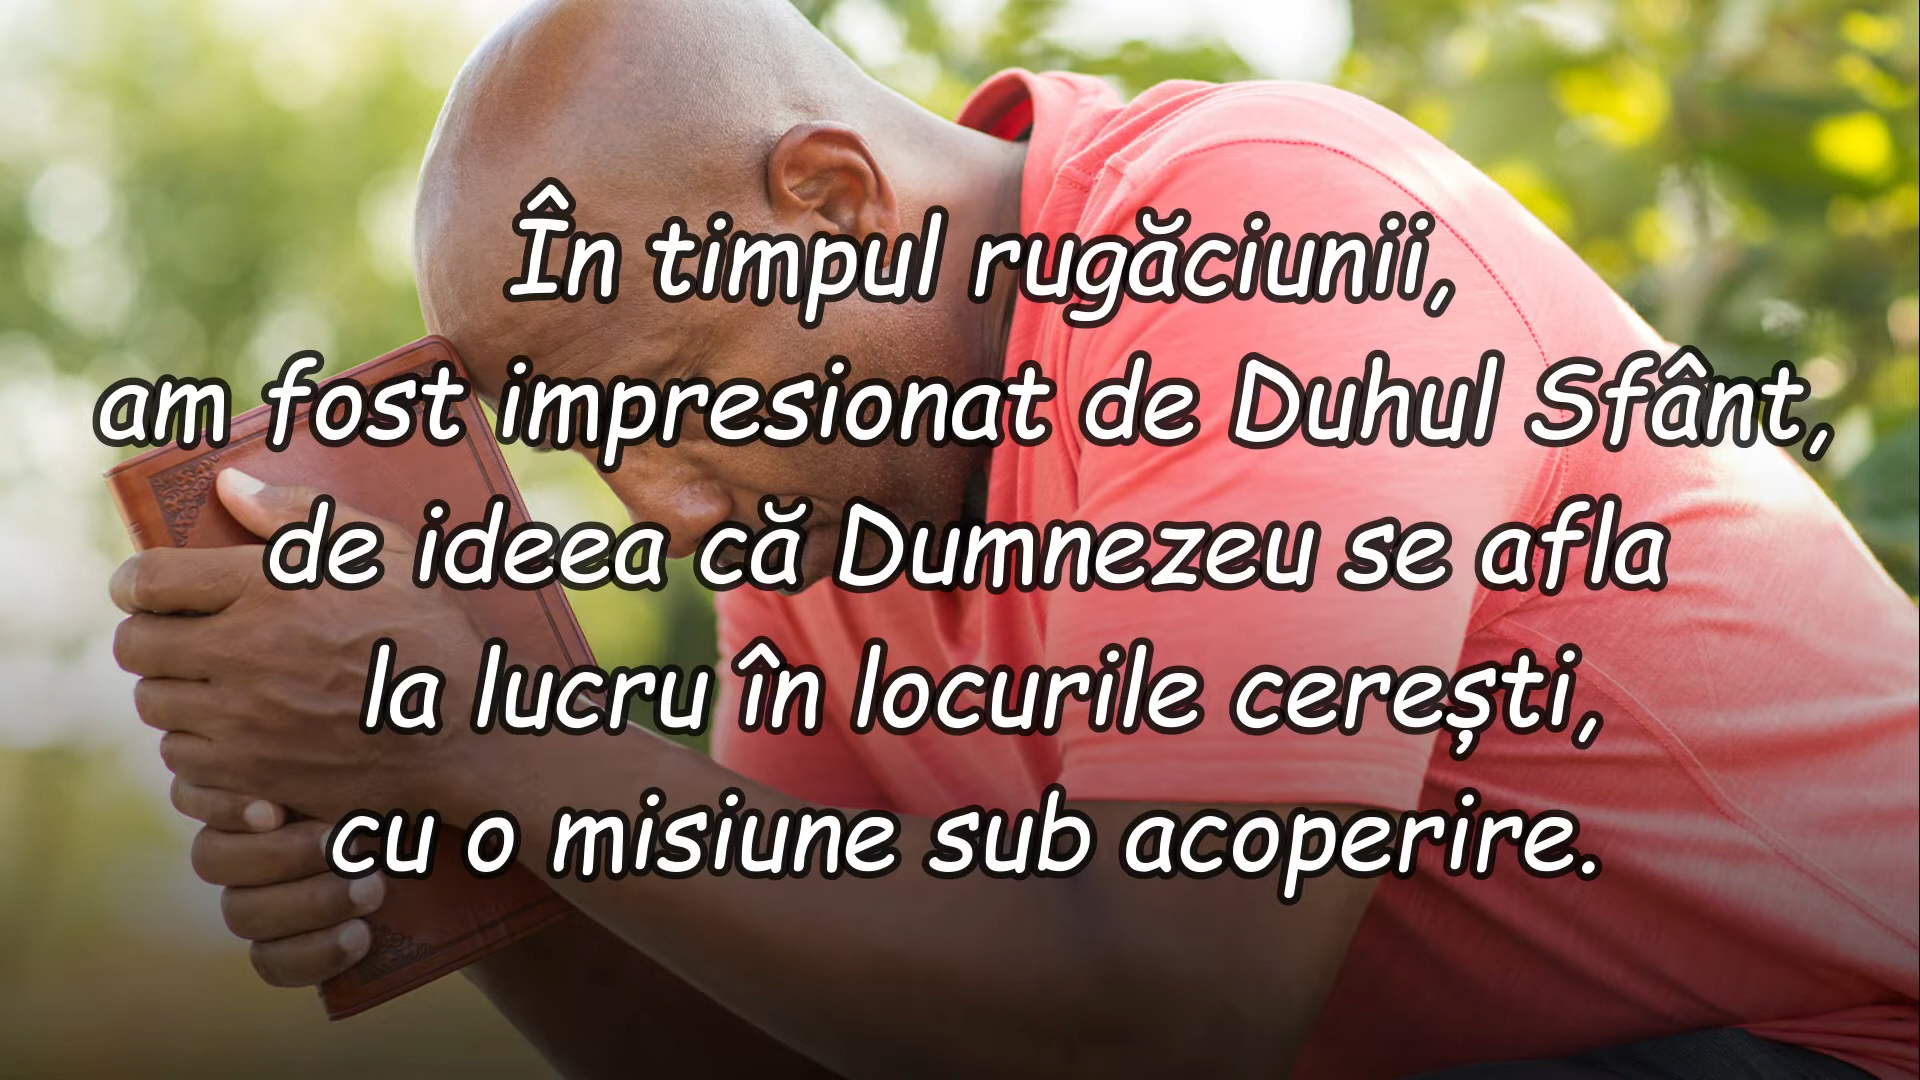 În timpul rugăciunii,
am fost impresionat de Duhul Sfânt,
de ideea că Dumnezeu se afla
la lucru în locurile cerești,
cu o misiune sub acoperire.